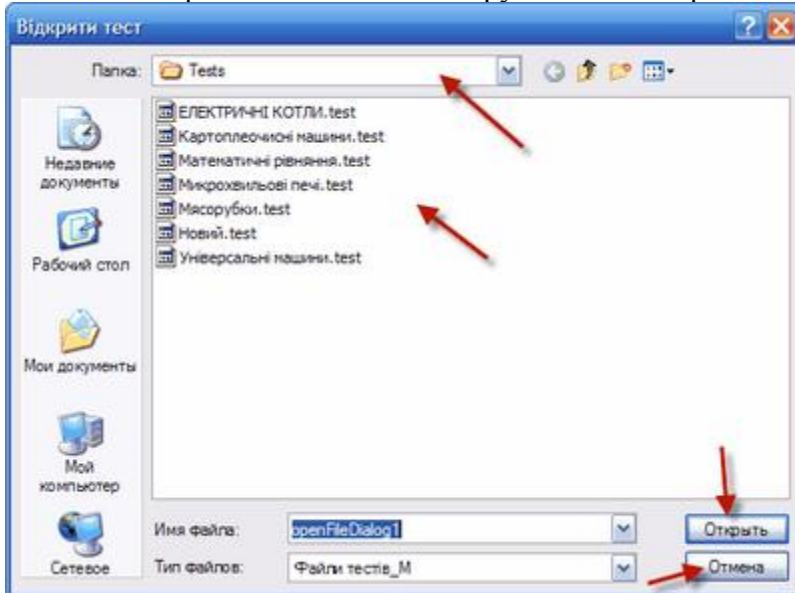 Відкрити тест
Папка:
Tests
ЕЛЕКТРИЧНІ КОТЛИ.test
Картоплеочисні машини.test
Математичні рівняння.test
Микрохвильові печі.test
Мясорубки.test
Новий.test
Універсальні машини.test
Недавние
документы
Рабочий стол
Мои документы
Мой
компьютер
Сетевое
Имя файла:
openFileDialog1
Открыть
Тип файлов:
Файли тестів_М
Отмена